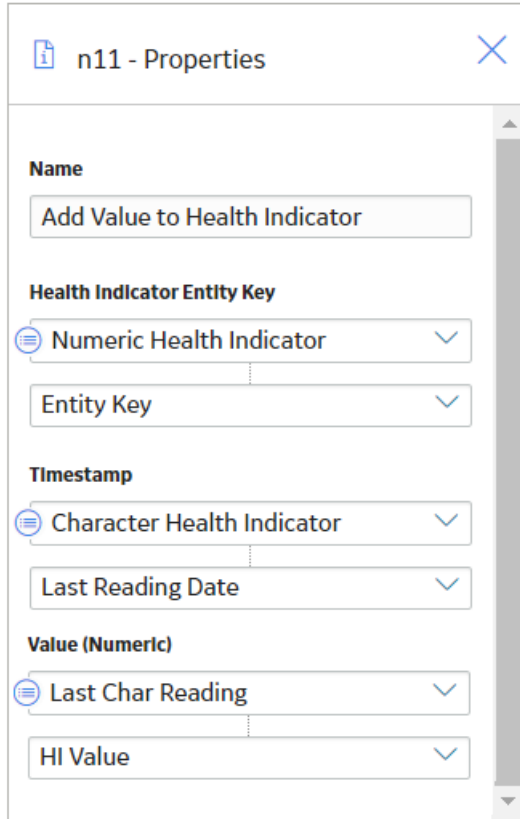 n11 - Properties
Name
Add Value to Health Indicator
Health Indicator Entity Key
Numeric Health Indicator
Entity Key
Timestamp
Character Health Indicator
Last Reading Date
Value (Numeric)
Last Char Reading
HI Value